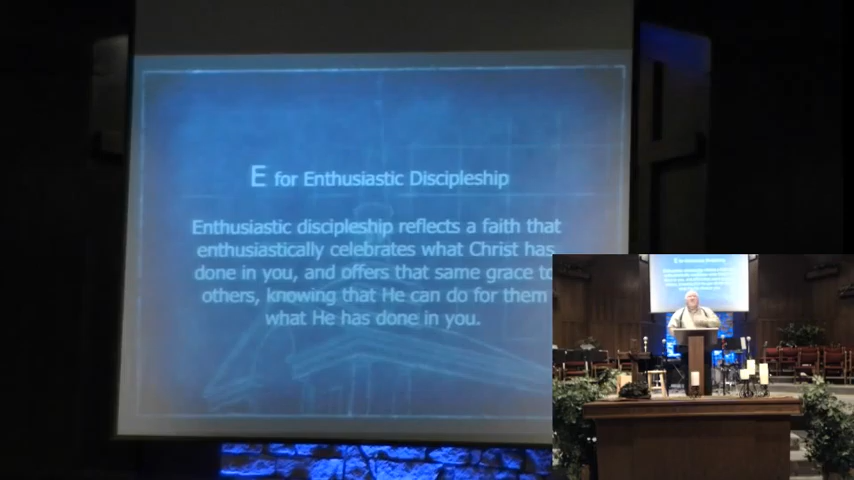 E for Enthusiastic Discipleship
Enthusiastic discipleship reflects a faith that
enthusiastically celebrates what Christ has
done in you, and offers that same grace to
others, knowing that He can do for them
what He has done in you.